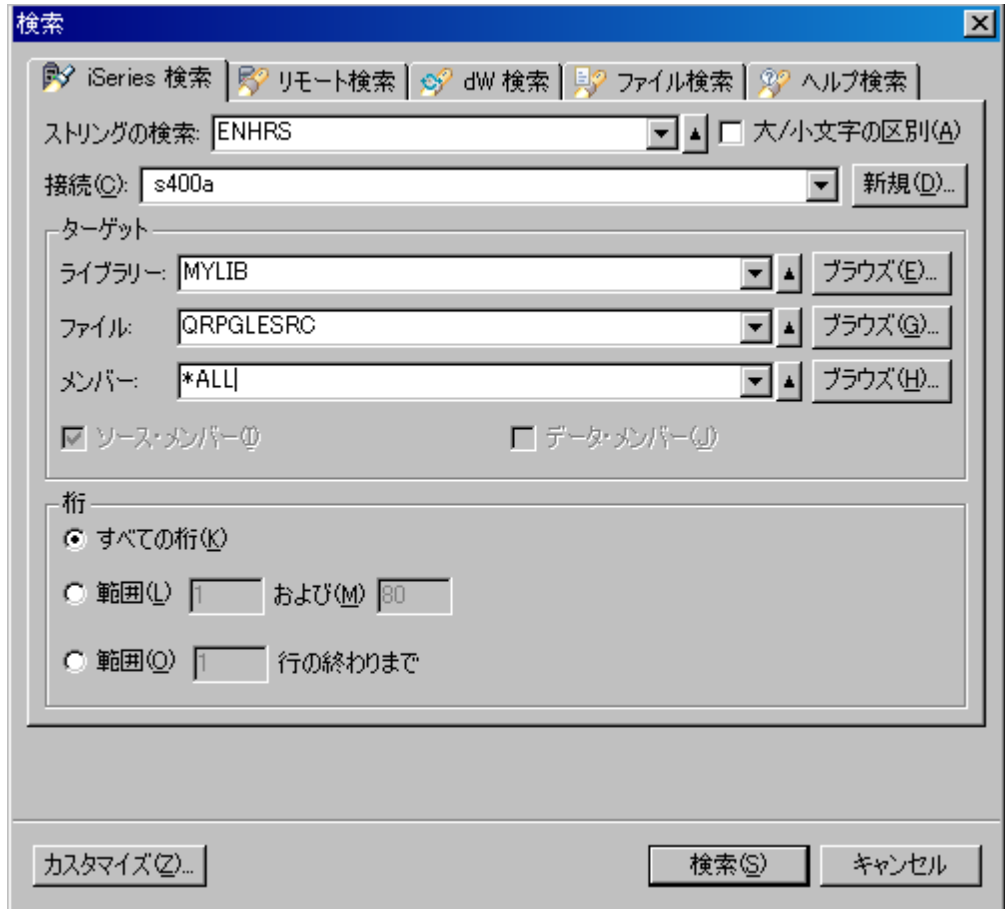 検索
iSeries 検索 リモート検索 dW 検索 ファイル検索 ヘルプ検索
ストリングの検索: ENHRS 大/小文字の区別(A)
接続(C): s400a 新規(D)...
ターゲット
ライブラリー: MYLIB ブラウズ(E)...
ファイル: QRPGLESRC ブラウズ(G)...
メンバー: *ALL ブラウズ(H)...
ソース・メンバー(I) データ・メンバー(J)
桁
すべての桁(K)
範囲(L) 1 および(M) 80
範囲(O) 1 行の終わりまで
カスタマイズ(Z)... 検索(S) キャンセル